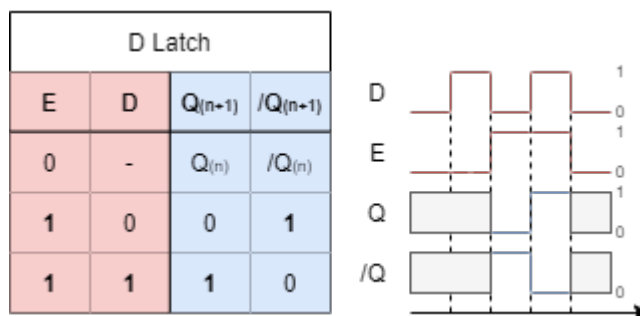 D Latch
E D Q(n+1) /Q(n+1)
0 - Q(n) /Q(n)
1 0 0 1
1 1 1 0
D 1
0
E 1
0
Q 1
0
/Q 1
0